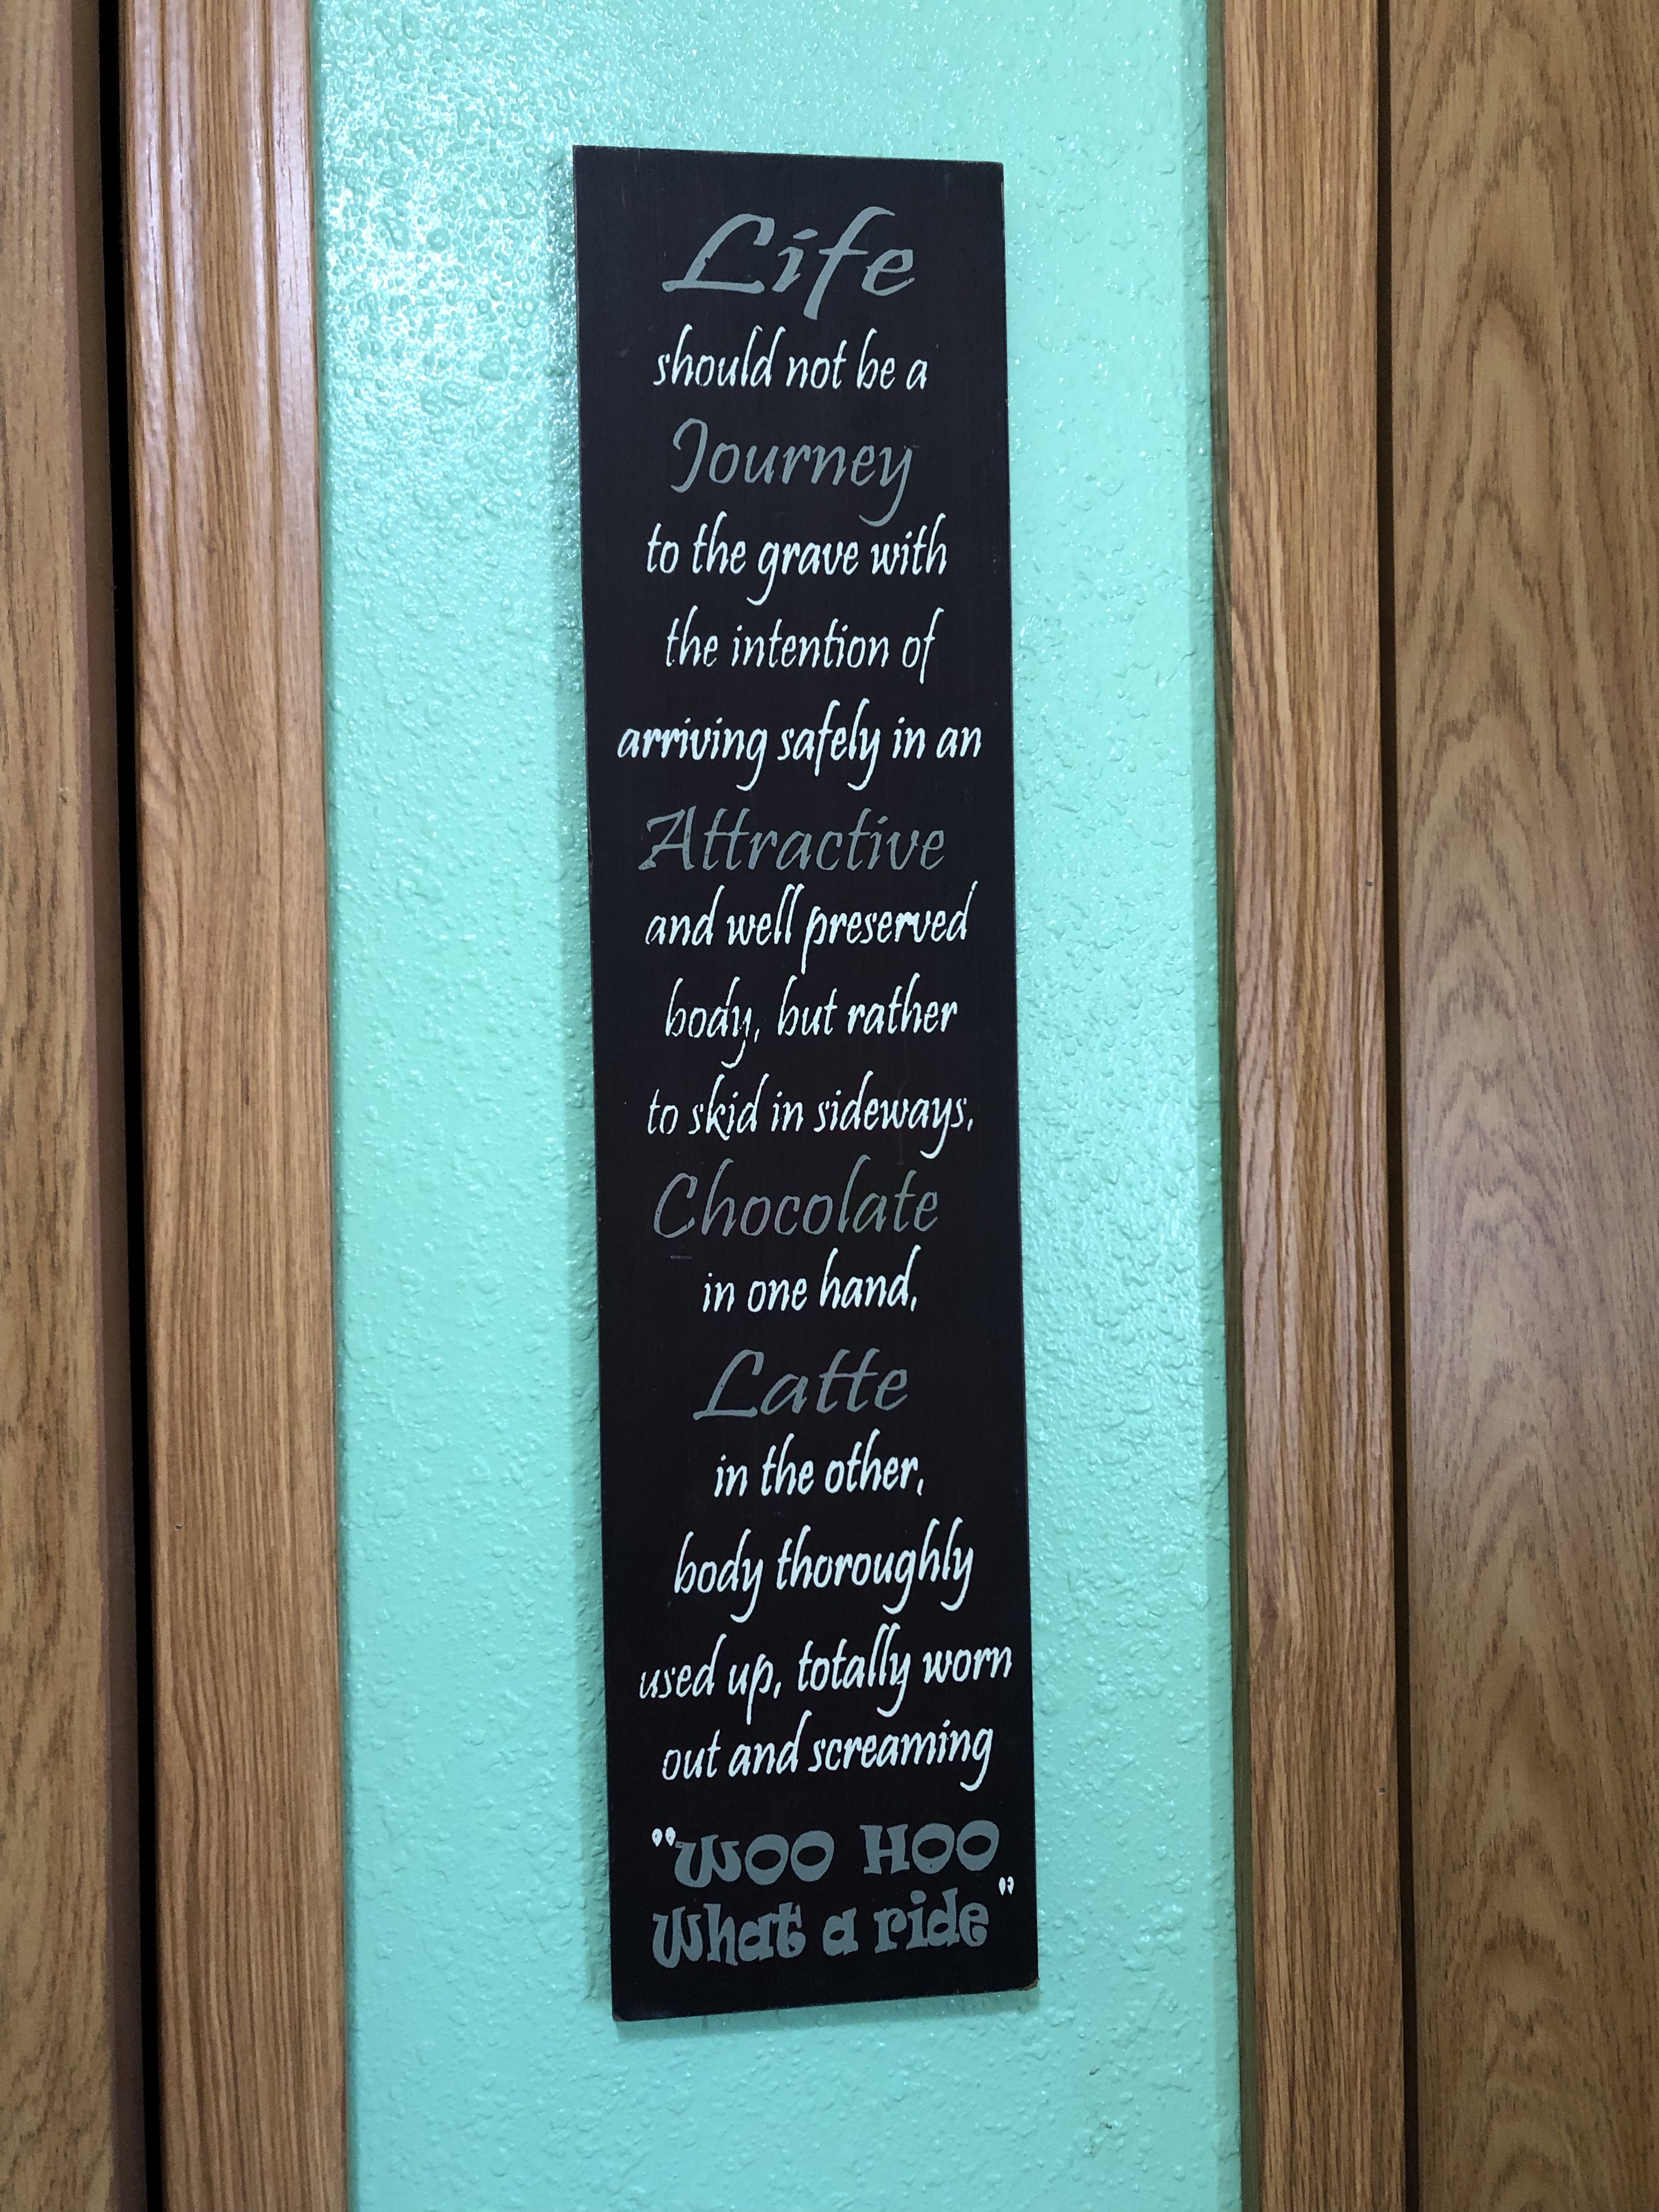 Life
should not be a
Journey
to the grave with
the intention of
arriving safely in an
Attractive
and well preserved
body, but rather
to skid in sideways,
Chocolate
in one hand,
Latte
in the other,
body thoroughly
used up, totally worn
out and screaming
"WOO HOO
What a ride"